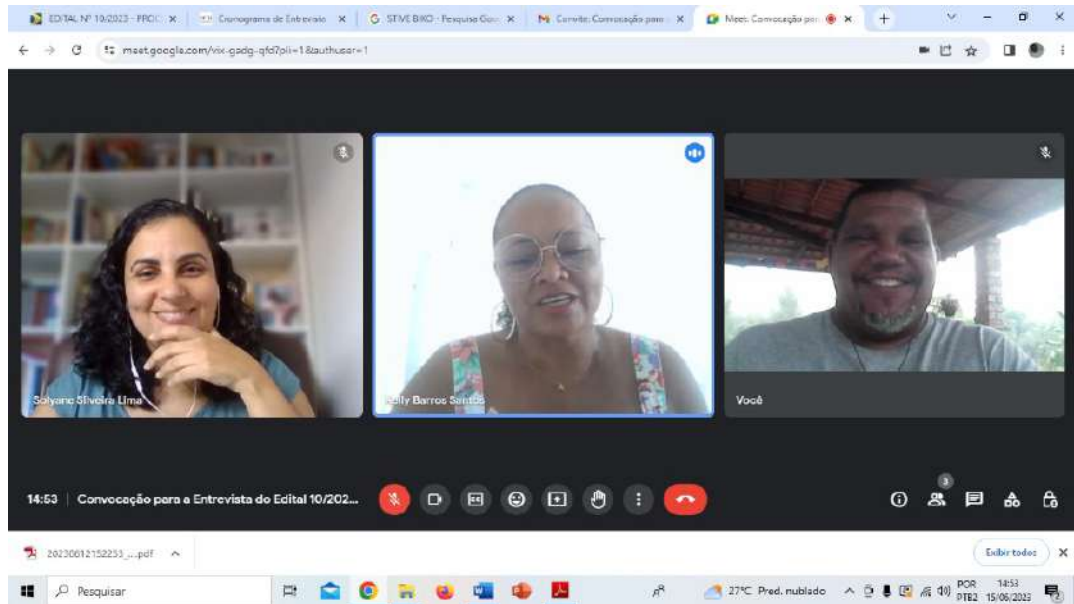 EDITAL Nº 10/2023 - PROC
Cronograma de Entrevista
STIVE BIKO - Pesquisa Goo
Convite: Convocação para
Meet: Convocação par
meet.google.com/vix-gadg-qfd?pli=1&authuser=1
Solyane Silveira Lima
Barros Santos
Você
3
14:53 | Convocação para a Entrevista do Edital 10/202...
20230612152253_....pdf
Exibir todos
Pesquisar
27°C Pred. nublado
POR
PTB2
14:53
15/06/2023
2